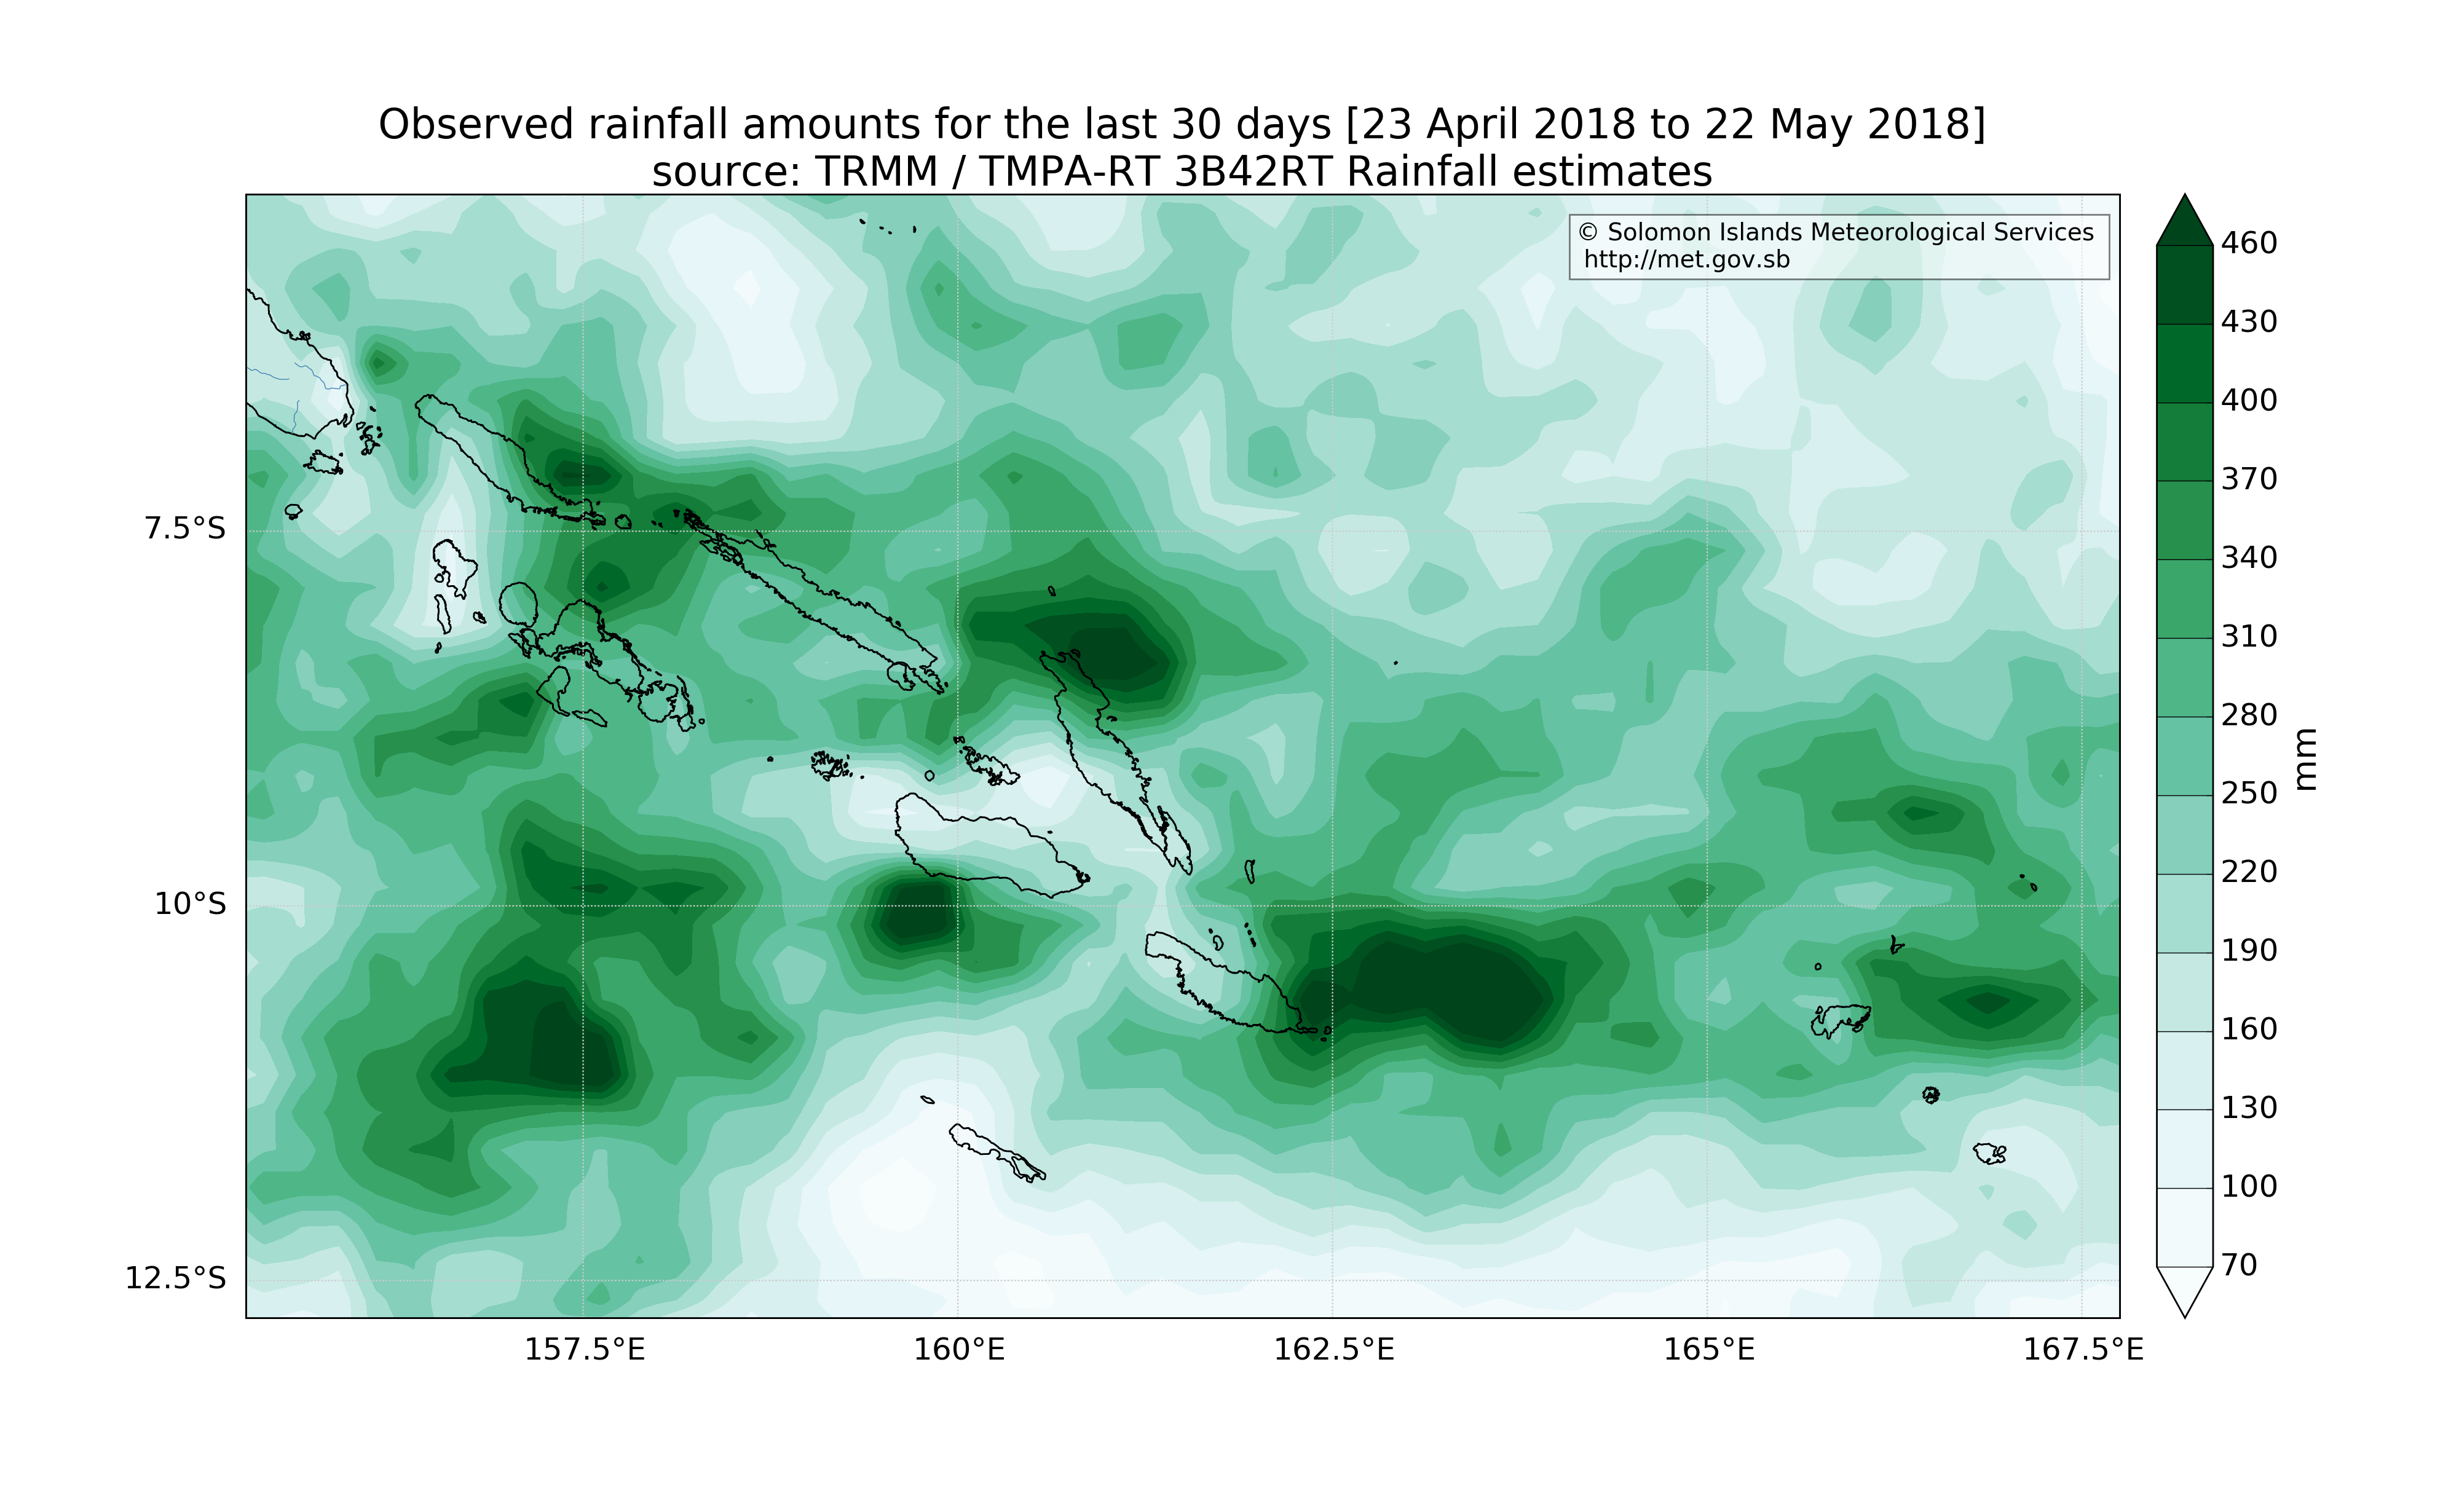 Observed rainfall amounts for the last 30 days [23 April 2018 to 22 May 2018]
source: TRMM / TMPA-RT 3B42RT Rainfall estimates
© Solomon Islands Meteorological Services
http://met.gov.sb
7.5°S
10°S
12.5°S
157.5°E
160°E
162.5°E
165°E
167.5°E
460
430
400
370
340
310
280
250
220
190
160
130
100
70
mm